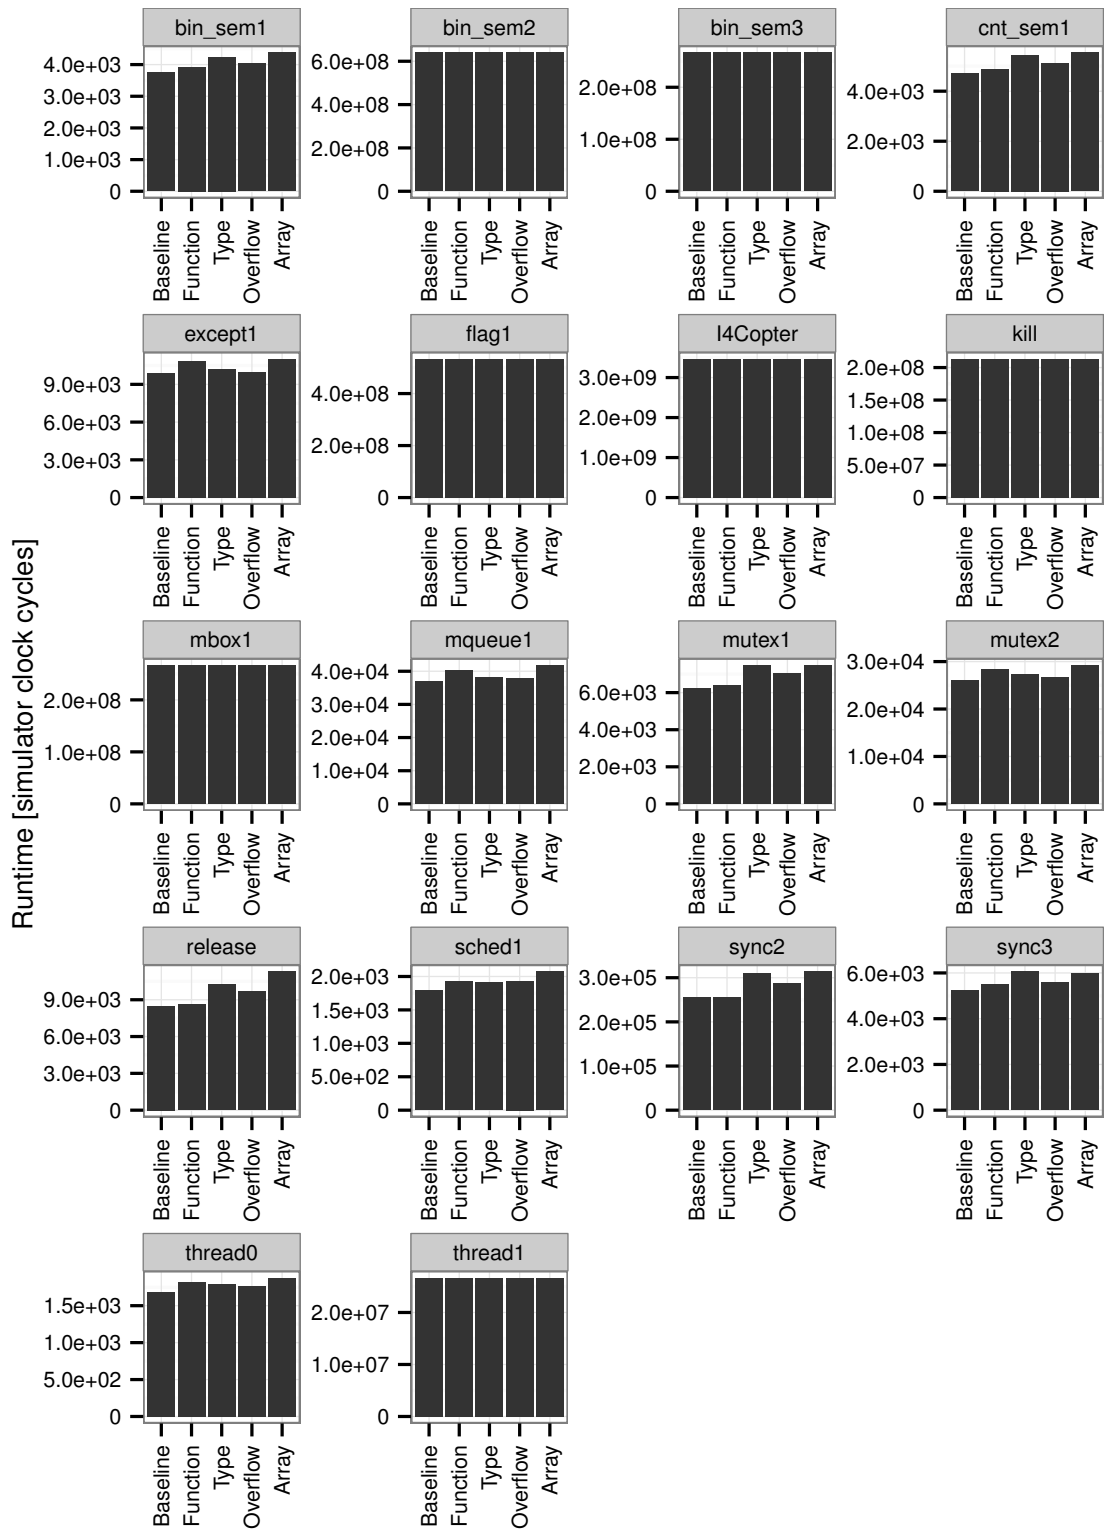 Runtime [simulator clock cycles]
bin_sem1
4.0e+03
3.0e+03
2.0e+03
1.0e+03
0
Baseline
Function
Type
Overflow
Array
bin_sem2
6.0e+08
4.0e+08
2.0e+08
0
Baseline
Function
Type
Overflow
Array
bin_sem3
2.0e+08
1.0e+08
0
Baseline
Function
Type
Overflow
Array
cnt_sem1
4.0e+03
2.0e+03
0
Baseline
Function
Type
Overflow
Array
except1
9.0e+03
6.0e+03
3.0e+03
0
Baseline
Function
Type
Overflow
Array
flag1
4.0e+08
2.0e+08
0
Baseline
Function
Type
Overflow
Array
I4Copter
3.0e+09
2.0e+09
1.0e+09
0
Baseline
Function
Type
Overflow
Array
kill
2.0e+08
1.5e+08
1.0e+08
5.0e+07
0
Baseline
Function
Type
Overflow
Array
mbox1
2.0e+08
1.0e+08
0
Baseline
Function
Type
Overflow
Array
mqueue1
4.0e+04
3.0e+04
2.0e+04
1.0e+04
0
Baseline
Function
Type
Overflow
Array
mutex1
6.0e+03
4.0e+03
2.0e+03
0
Baseline
Function
Type
Overflow
Array
mutex2
3.0e+04
2.0e+04
1.0e+04
0
Baseline
Function
Type
Overflow
Array
release
9.0e+03
6.0e+03
3.0e+03
0
Baseline
Function
Type
Overflow
Array
sched1
2.0e+03
1.5e+03
1.0e+03
5.0e+02
0
Baseline
Function
Type
Overflow
Array
sync2
3.0e+05
2.0e+05
1.0e+05
0
Baseline
Function
Type
Overflow
Array
sync3
6.0e+03
4.0e+03
2.0e+03
0
Baseline
Function
Type
Overflow
Array
thread0
1.5e+03
1.0e+03
5.0e+02
0
Baseline
Function
Type
Overflow
Array
thread1
2.0e+07
1.0e+07
0
Baseline
Function
Type
Overflow
Array